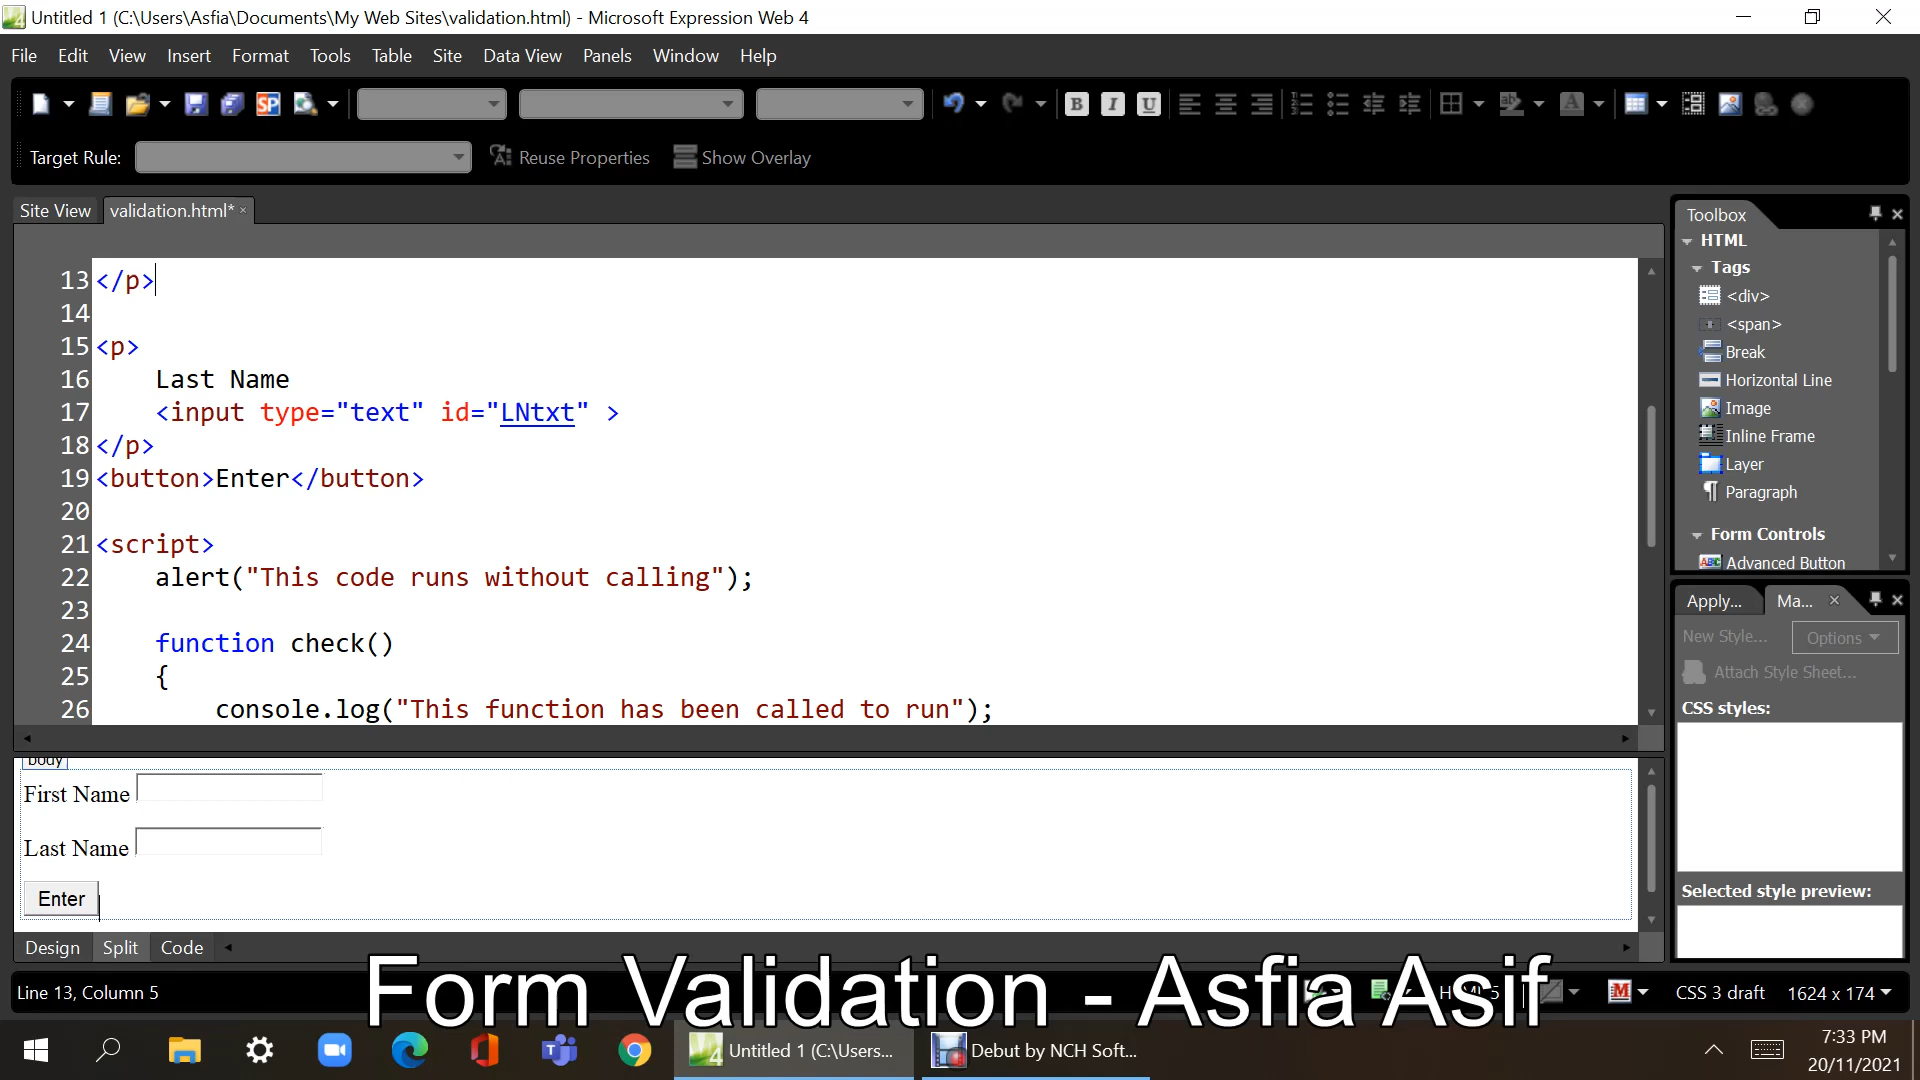 Untitled 1 (C:\Users\Asfia\Documents\My Web Sites\validation.html) - Microsoft Expression Web 4
File Edit View Insert Format Tools Table Site Data View Panels Window Help
Target Rule: Reuse Properties Show Overlay
Site View validation.html*
13 </p>
14
15 <p>
16 Last Name
17 <input type="text" id="LNtxt" >
18 </p>
19 <button>Enter</button>
20
21 <script>
22 alert("This code runs without calling");
23
24 function check()
25 {
26 console.log("This function has been called to run");
Toolbox
HTML
Tags
<div>
<span>
Break
Horizontal Line
Image
Inline Frame
Layer
Paragraph
Form Controls
Advanced Button
Apply... Ma...
New Style... Options
Attach Style Sheet...
CSS styles:
Selected style preview:
body
First Name
Last Name
Enter
Design Split Code
Form Validation - Asfia Asif
Line 13, Column 5
CSS 3 draft 1624 x 174
Untitled 1 (C:\Users...
Debut by NCH Soft...
7:33 PM
20/11/2021